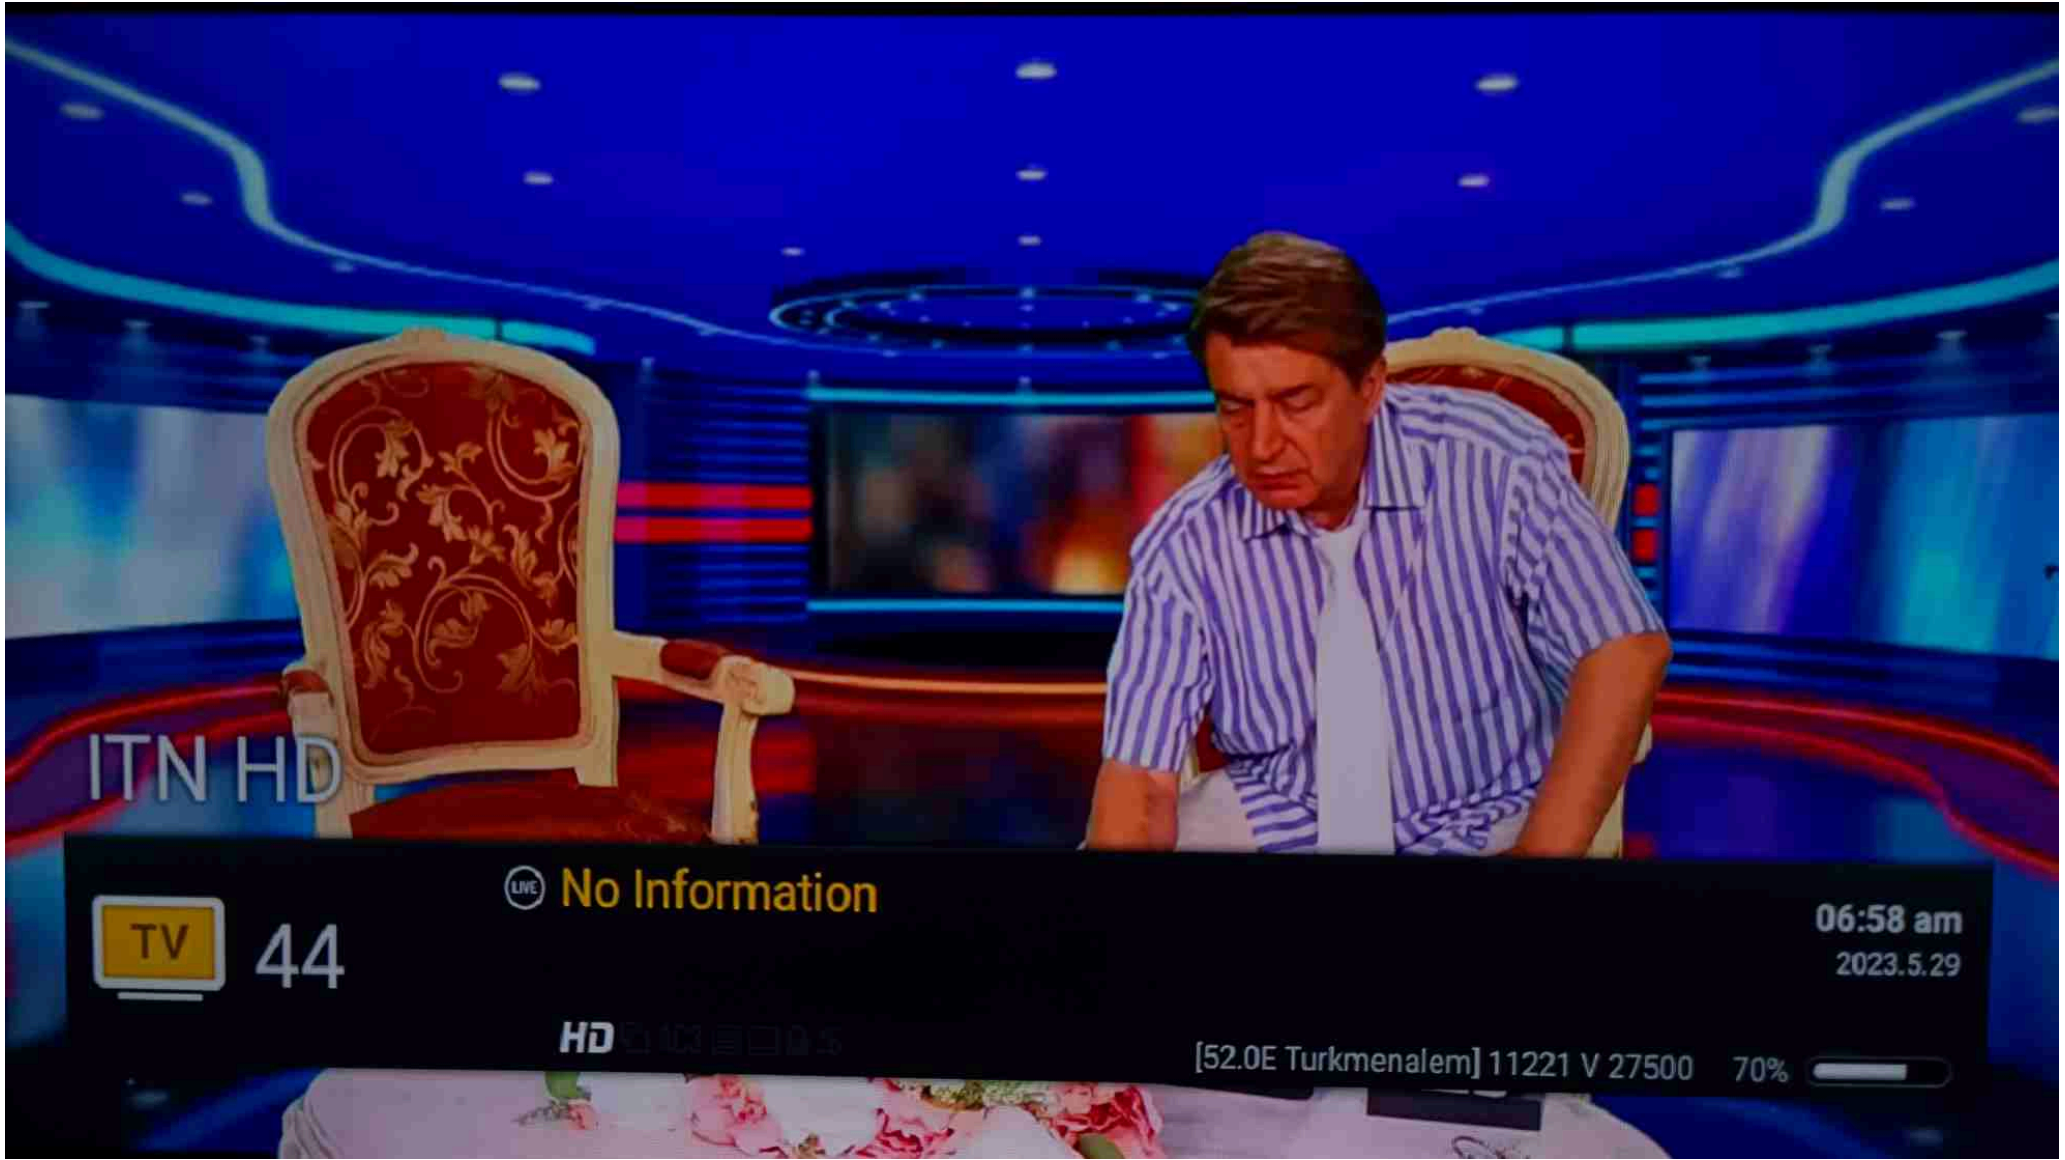 ITN HD
TV
44
LIVE
No Information
06:58 am
2023.5.29
HD
[52.0E Turkmenalem] 11221 V 27500
70%